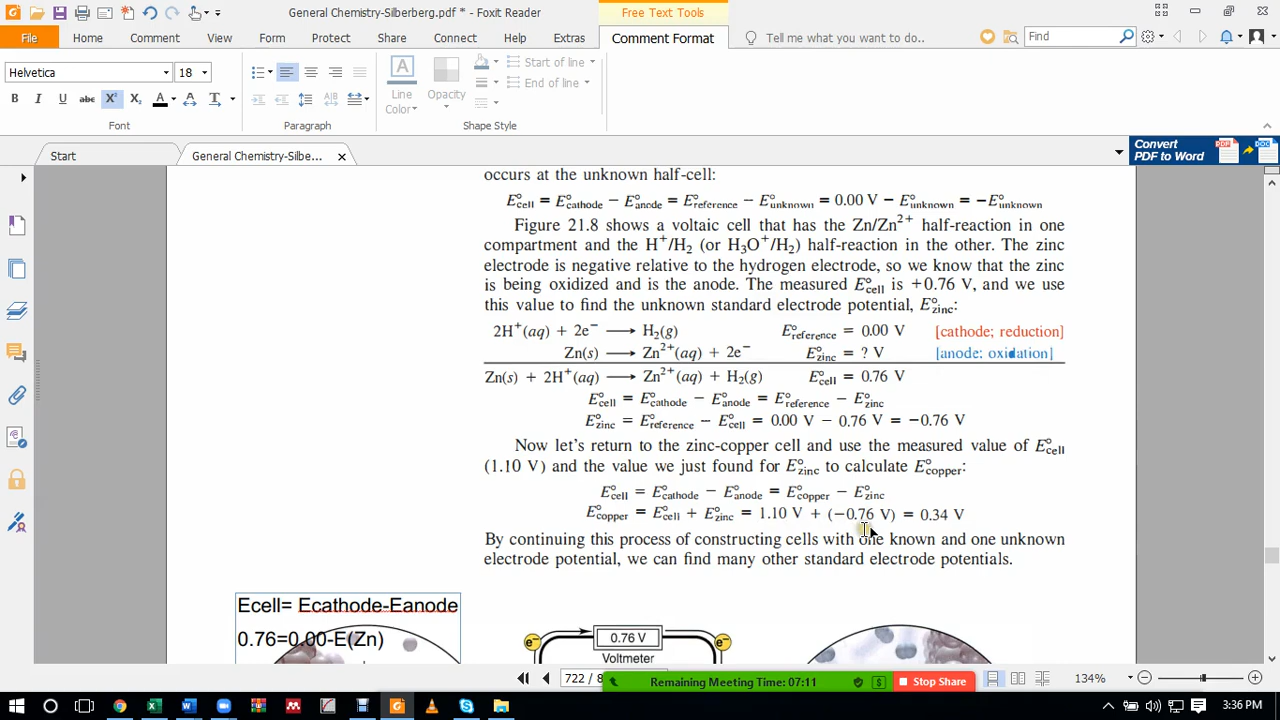 General Chemistry-Silberberg.pdf * - Foxit Reader
Free Text Tools
File Home Comment View Form Protect Share Connect Help Extras Comment Format Tell me what you want to do.. Find
Helvetica 18 Start of line
End of line
B I U abc X² X₂ A A T
Line Color Opacity
Font Paragraph Shape Style
Start General Chemistry-Silbe...
Convert PDF to Word
occurs at the unknown half-cell:
E°cell = E°cathode − E°anode = E°reference − E°unknown = 0.00 V − E°unknown = −E°unknown
Figure 21.8 shows a voltaic cell that has the Zn/Zn²⁺ half-reaction in one
compartment and the H⁺/H₂ (or H₃O⁺/H₂) half-reaction in the other. The zinc
electrode is negative relative to the hydrogen electrode, so we know that the zinc
is being oxidized and is the anode. The measured E°cell is +0.76 V, and we use
this value to find the unknown standard electrode potential, E°zinc:
2H⁺(aq) + 2e⁻ ⟶ H₂(g) E°reference = 0.00 V [cathode; reduction]
Zn(s) ⟶ Zn²⁺(aq) + 2e⁻ E°zinc = ? V [anode; oxidation]
Zn(s) + 2H⁺(aq) ⟶ Zn²⁺(aq) + H₂(g) E°cell = 0.76 V
E°cell = E°cathode − E°anode = E°reference − E°zinc
E°zinc = E°reference − E°cell = 0.00 V − 0.76 V = −0.76 V
Now let's return to the zinc-copper cell and use the measured value of E°cell
(1.10 V) and the value we just found for E°zinc to calculate E°copper:
E°cell = E°cathode − E°anode = E°copper − E°zinc
E°copper = E°cell + E°zinc = 1.10 V + (−0.76 V) = 0.34 V
By continuing this process of constructing cells with one known and one unknown
electrode potential, we can find many other standard electrode potentials.
Ecell= Ecathode-Eanode
0.76=0.00-E(Zn)
e⁻ 0.76 V e⁻
Voltmeter
722 / 8 Remaining Meeting Time: 07:11 Stop Share 134%
3:36 PM